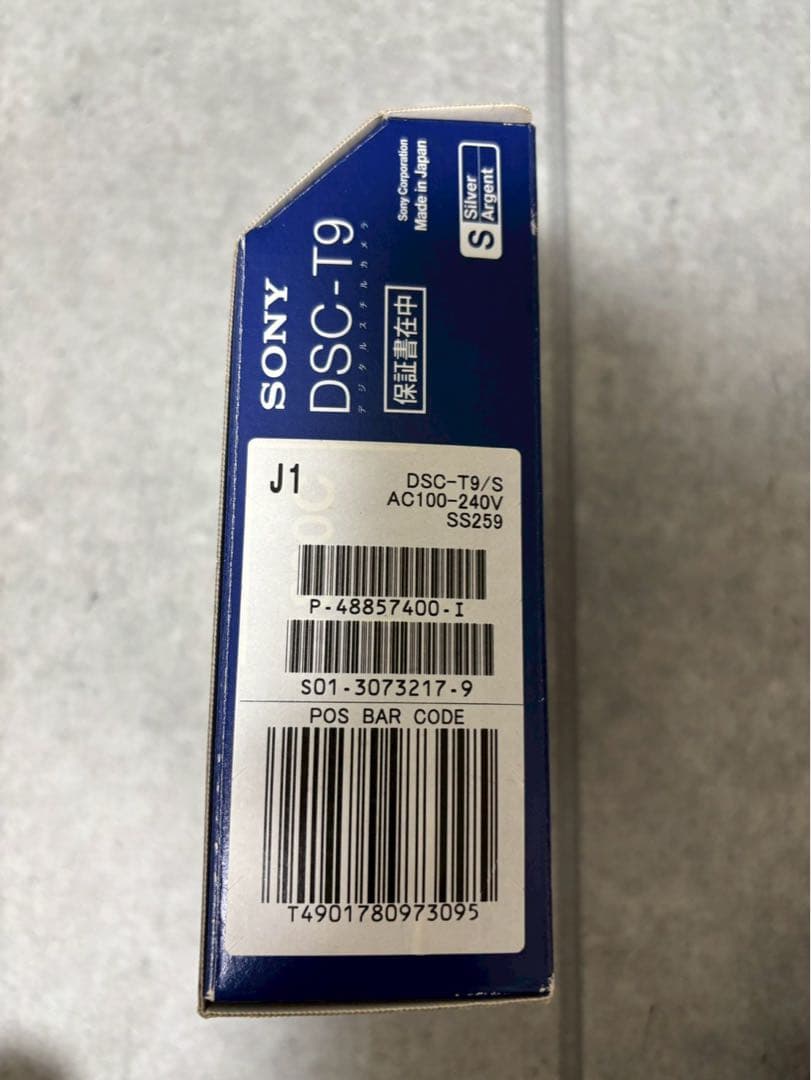 SONY
DSC-T9
デジタルスチルカメラ
保証書在中
Sony Corporation
Made in Japan
S
Silver
Argent
J1
DSC-T9/S
AC100-240V
SS259
P-48857400-I
S01-3073217-9
POS BAR CODE
T4901780973095